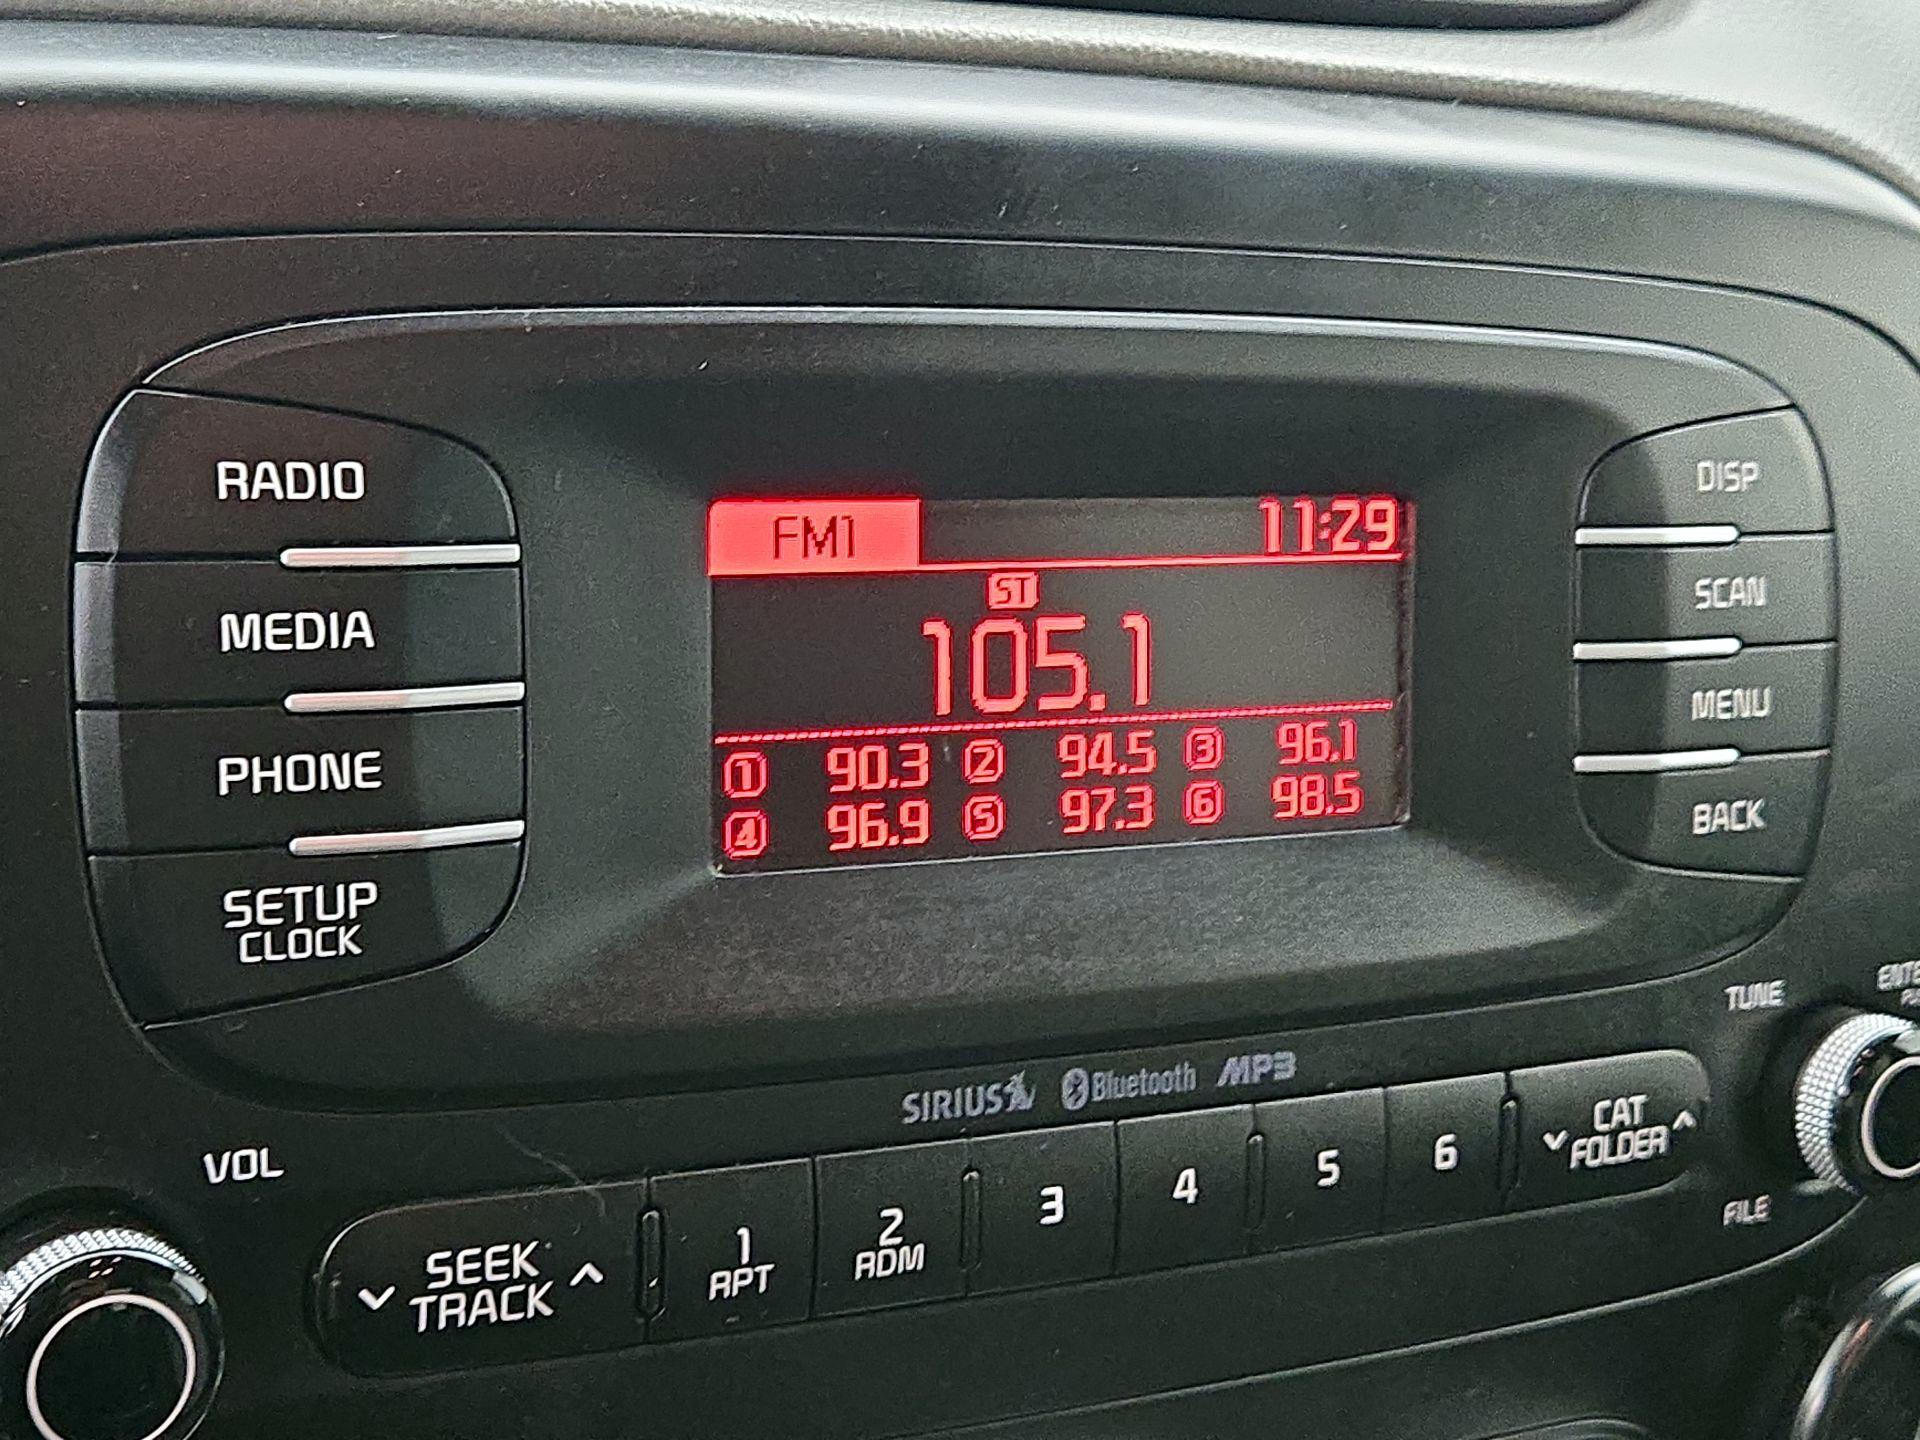 RADIO
MEDIA
PHONE
SETUP
CLOCK
FM1 11:29
ST
105.1
1 90.3 2 94.5 3 96.1
4 96.9 5 97.3 6 98.5
DISP
SCAN
MENU
BACK
SIRIUS Bluetooth MP3
VOL
SEEK
TRACK
1
RPT
2
RDM
3
4
5
6
CAT
FOLDER
TUNE
FILE